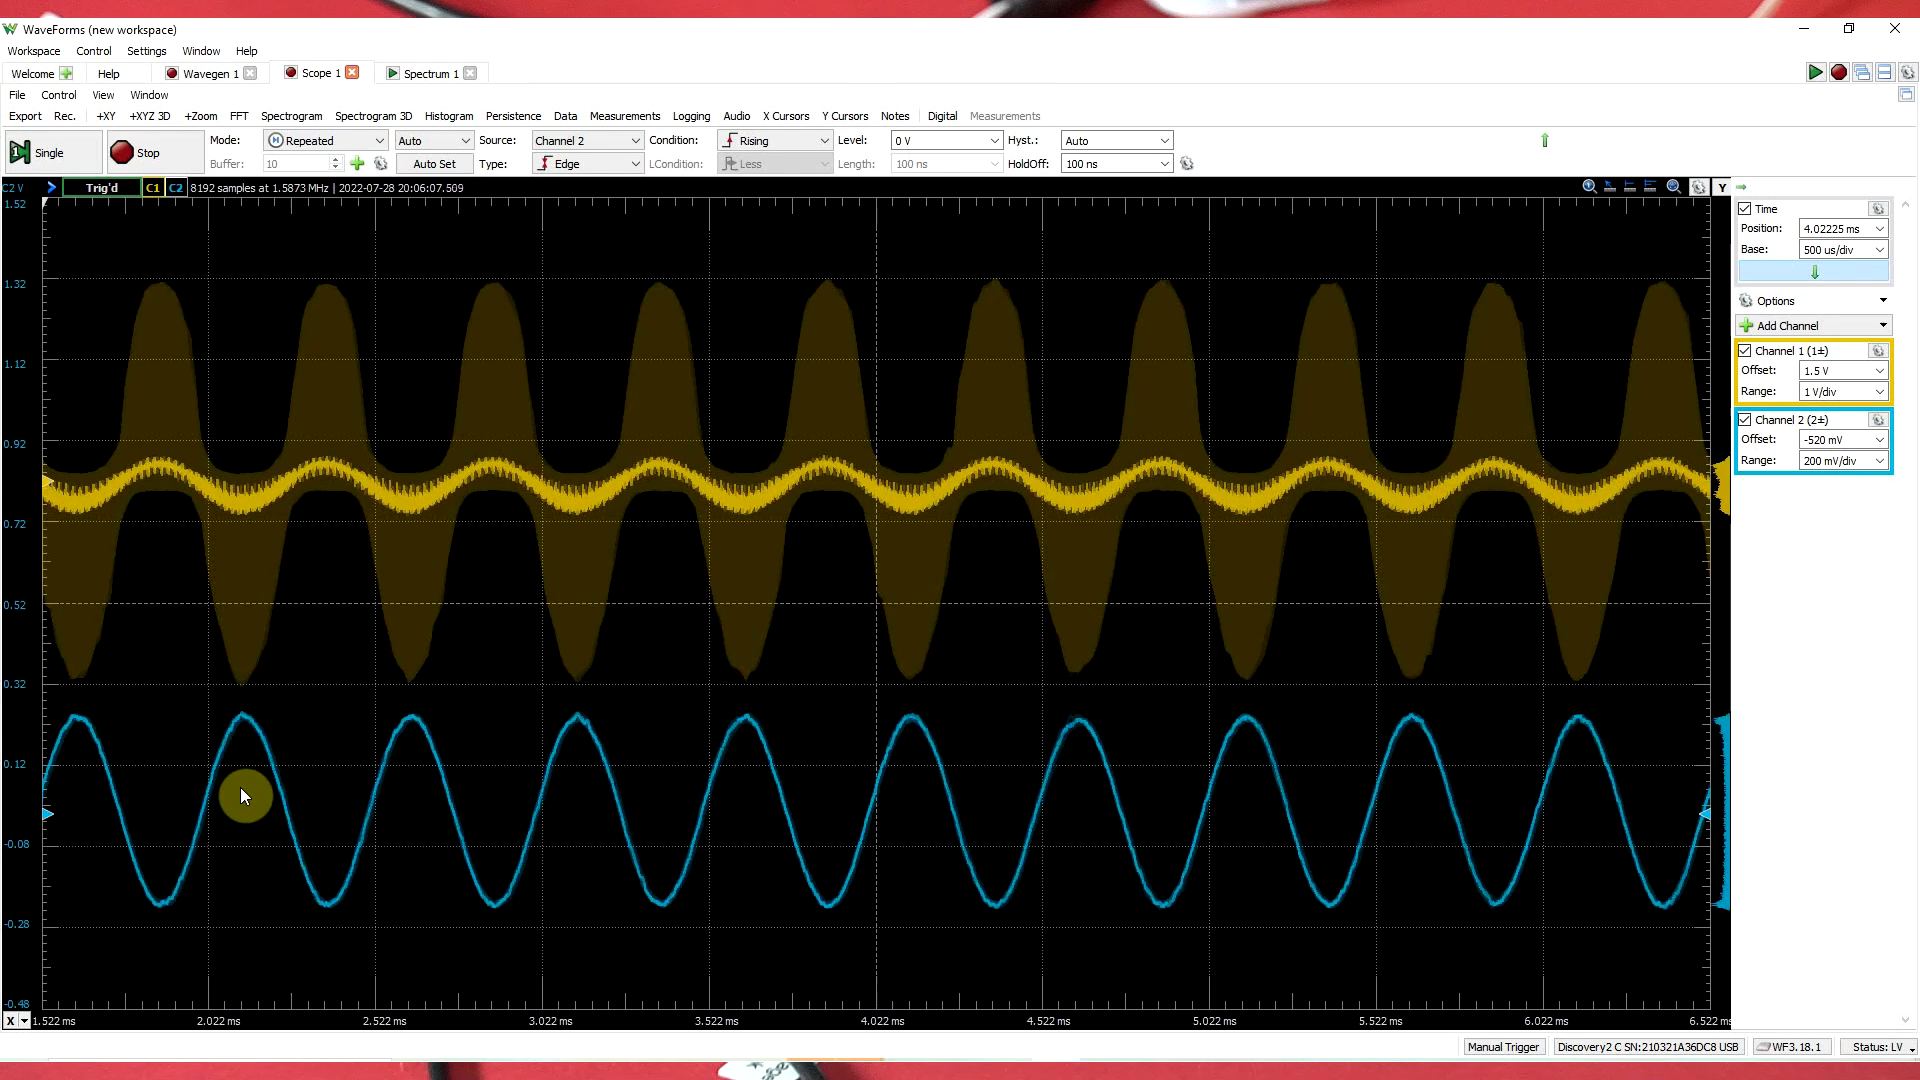 WaveForms (new workspace)
Workspace Control Settings Window Help
Welcome Help Wavegen 1 Scope 1 Spectrum 1
File Control View Window
Export Rec. +XY +XYZ 3D +Zoom FFT Spectrogram Spectrogram 3D Histogram Persistence Data Measurements Logging Audio X Cursors Y Cursors Notes Digital Measurements
Single Stop Mode: Repeated Auto Source: Channel 2 Condition: Rising Level: 0 V Hyst.: Auto
Buffer: 10 Auto Set Type: Edge LCondition: Less Length: 100 ns HoldOff: 100 ns
C2 V Trig'd C1 C2 8192 samples at 1.5873 MHz | 2022-07-28 20:06:07.509 Y
1.52
1.32
1.12
0.92
0.72
0.52
0.32
0.12
-0.08
-0.28
-0.48
X 1.522 ms 2.022 ms 2.522 ms 3.022 ms 3.522 ms 4.022 ms 4.522 ms 5.022 ms 5.522 ms 6.022 ms 6.522 ms
Time
Position: 4.02225 ms
Base: 500 us/div
Options
Add Channel
Channel 1 (1±)
Offset: 1.5 V
Range: 1 V/div
Channel 2 (2±)
Offset: -520 mV
Range: 200 mV/div
Manual Trigger Discovery2 C SN:210321A36DC8 USB WF3.18.1 Status: LV